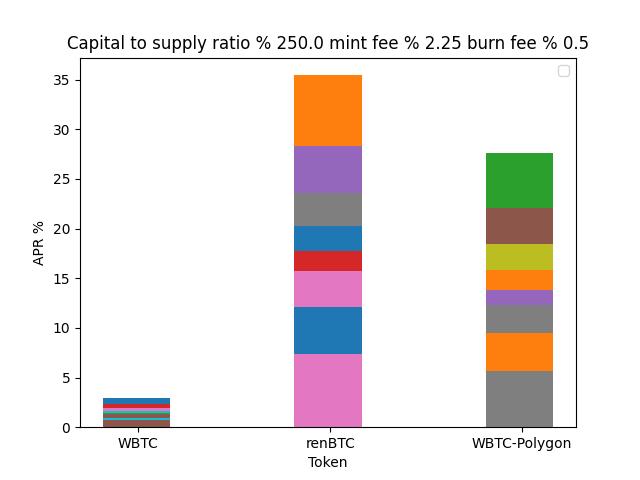 Capital to supply ratio % 250.0 mint fee % 2.25 burn fee % 0.5
35
30
25
20
15
10
5
0
APR %
WBTC renBTC WBTC-Polygon
Token